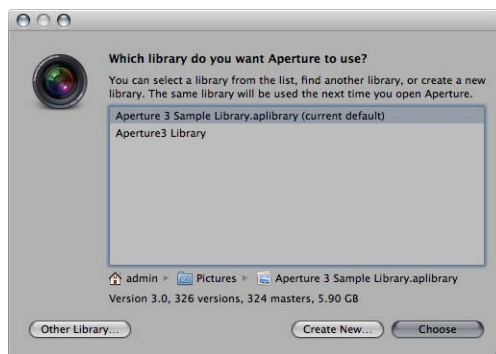 Which library do you want Aperture to use?
You can select a library from the list, find another library, or create a new
library. The same library will be used the next time you open Aperture.
Aperture 3 Sample Library.aplibrary (current default)
Aperture3 Library
admin ▸ Pictures ▸ Aperture 3 Sample Library.aplibrary
Version 3.0, 326 versions, 324 masters, 5.90 GB
Other Library... Create New... Choose